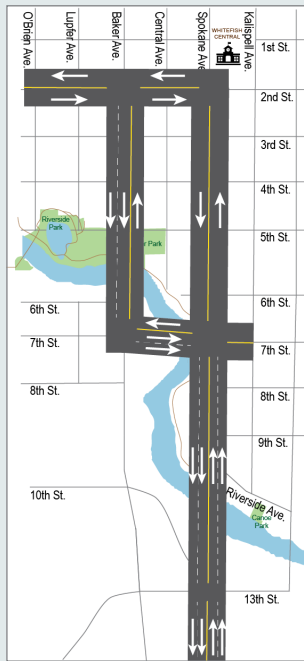 O'Brien Ave.
Lupfer Ave.
Baker Ave.
Central Ave.
Spokane Ave.
Kalispell Ave.
WHITEFISH
CENTRAL
1st St.
2nd St.
3rd St.
4th St.
Riverside
Park
5th St.
r Park
6th St.
6th St.
7th St.
7th St.
8th St.
8th St.
9th St.
10th St.
Riverside Ave.
Canoe
Park
13th St.